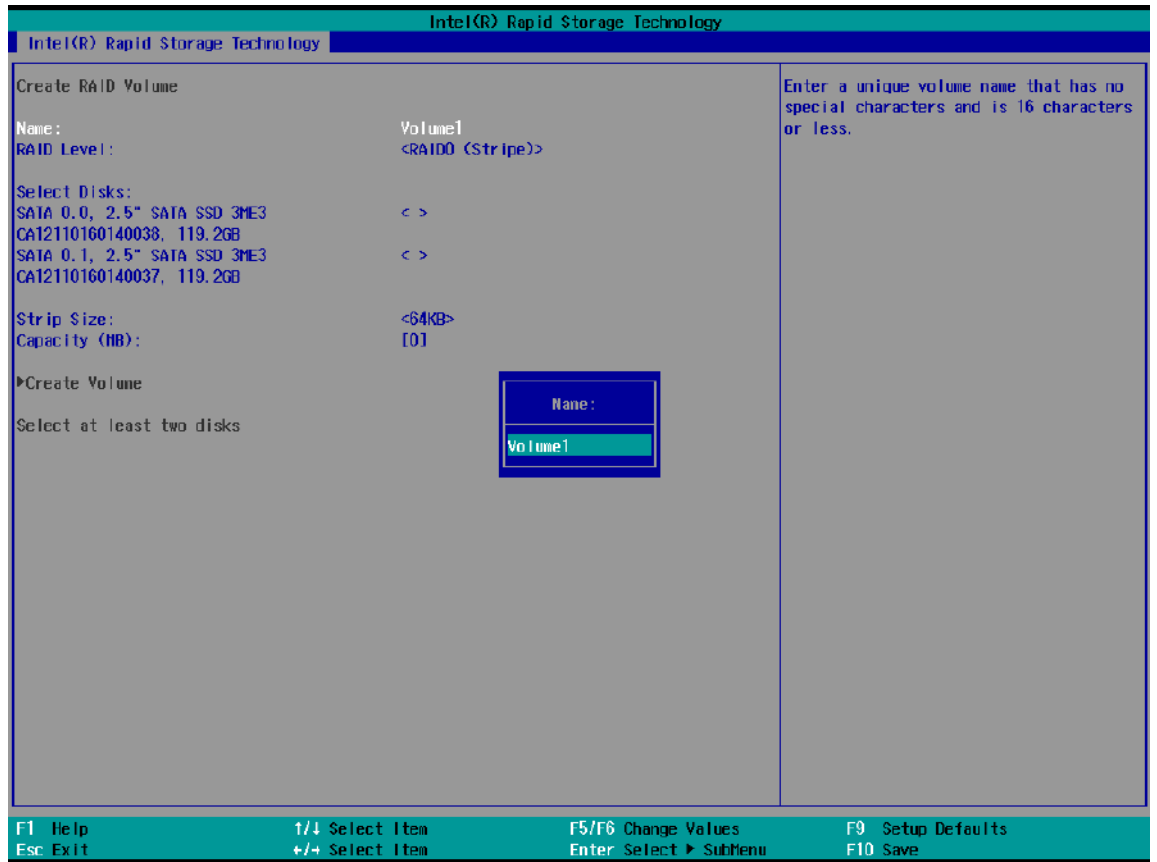 Intel(R) Rapid Storage Technology
Intel(R) Rapid Storage Technology
Create RAID Volume
Name: Volume1
RAID Level: <RAID0 (Stripe)>
Select Disks:
SATA 0.0, 2.5" SATA SSD 3ME3 < >
CA12110160140038, 119.2GB
SATA 0.1, 2.5" SATA SSD 3ME3 < >
CA12110160140037, 119.2GB
Strip Size: <64KB>
Capacity (MB): [0]
▶Create Volume
Select at least two disks
Name:
Volume1
Enter a unique volume name that has no
special characters and is 16 characters
or less.
F1 Help ↑/↓ Select Item F5/F6 Change Values F9 Setup Defaults
Esc Exit ←/→ Select Item Enter Select ▶ SubMenu F10 Save